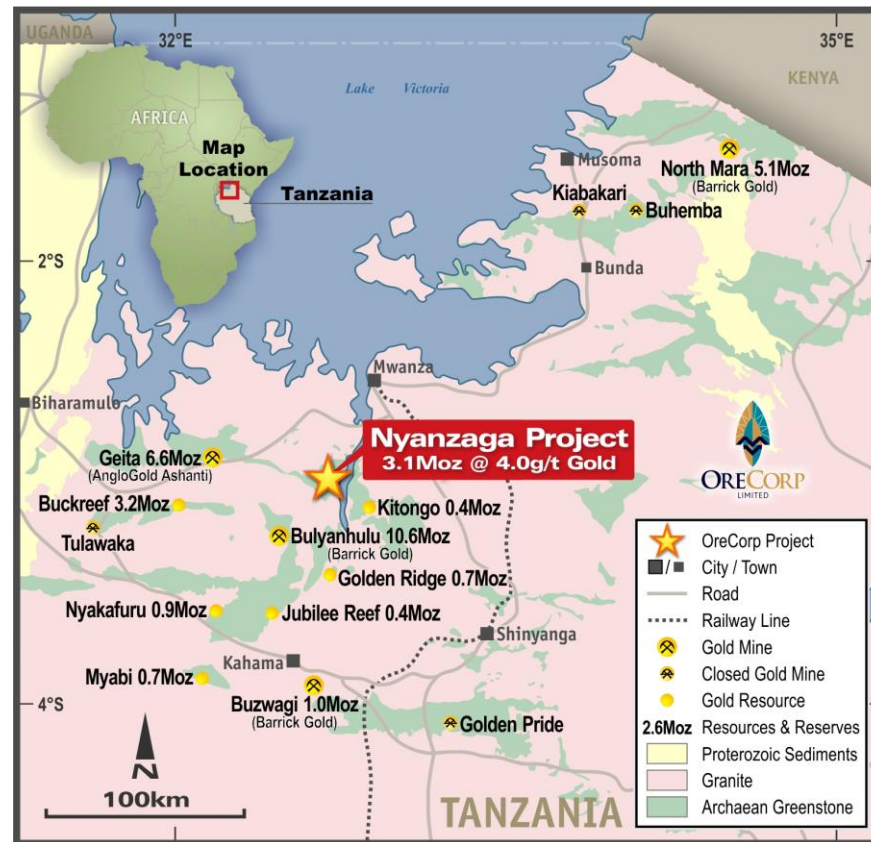 UGANDA
32°E
35°E
KENYA
Lake Victoria
AFRICA
Map
Location
Tanzania
Musoma
North Mara 5.1Moz
(Barrick Gold)
Kiabakari
Buhemba
2°S
Bunda
Mwanza
Biharamulo
Nyanzaga Project
3.1Moz @ 4.0g/t Gold
ORECORP
LIMITED
Geita 6.6Moz
(AngloGold Ashanti)
Buckreef 3.2Moz
Kitongo 0.4Moz
Tulawaka
Bulyanhulu 10.6Moz
(Barrick Gold)
Golden Ridge 0.7Moz
Nyakafuru 0.9Moz
Jubilee Reef 0.4Moz
Shinyanga
Kahama
Myabi 0.7Moz
Buzwagi 1.0Moz
(Barrick Gold)
Golden Pride
4°S
N
100km
TANZANIA
OreCorp Project
/ City / Town
Road
Railway Line
Gold Mine
Closed Gold Mine
Gold Resource
2.6Moz Resources & Reserves
Proterozoic Sediments
Granite
Archaean Greenstone